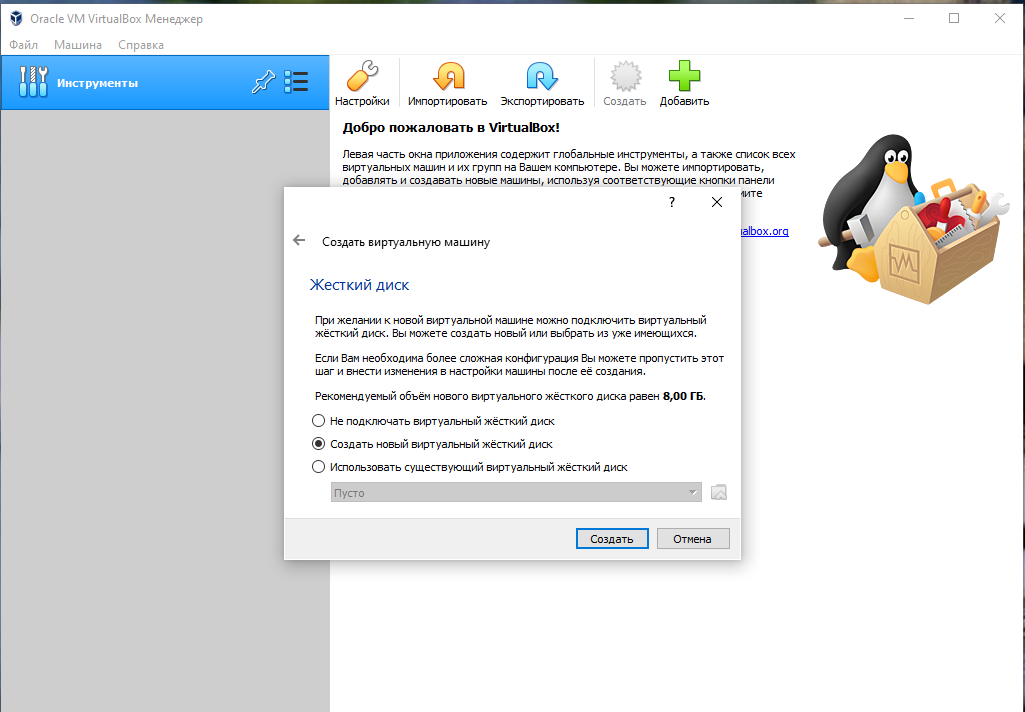 Oracle VM VirtualBox Менеджер
Файл Машина Справка
Инструменты
Настройки Импортировать Экспортировать Создать Добавить
Добро пожаловать в VirtualBox!
Левая часть окна приложения содержит глобальные инструменты, а также список всех
виртуальных машин и их групп на Вашем компьютере. Вы можете импортировать,
добавлять и создавать новые машины, используя соответствующие кнопки панели
?
Создать виртуальную машину
Жесткий диск
При желании к новой виртуальной машине можно подключить виртуальный
жёсткий диск. Вы можете создать новый или выбрать из уже имеющихся.
Если Вам необходима более сложная конфигурация Вы можете пропустить этот
шаг и внести изменения в настройки машины после её создания.
Рекомендуемый объём нового виртуального жёсткого диска равен 8,00 ГБ.
Не подключать виртуальный жёсткий диск
Создать новый виртуальный жёсткий диск
Использовать существующий виртуальный жёсткий диск
Пусто
Создать Отмена